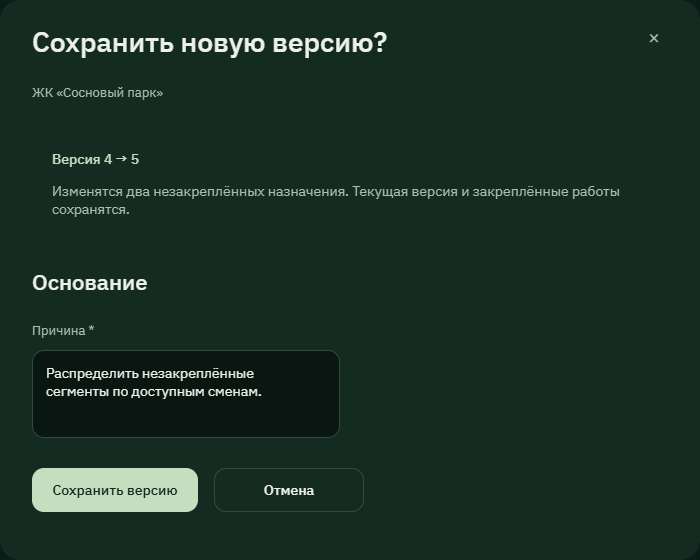 Сохранить новую версию?
×
ЖК «Сосновый парк»
Версия 4 → 5
Изменятся два незакреплённых назначения. Текущая версия и закреплённые работы
сохранятся.
Основание
Причина *
Распределить незакреплённые
сегменты по доступным сменам.
Сохранить версию
Отмена